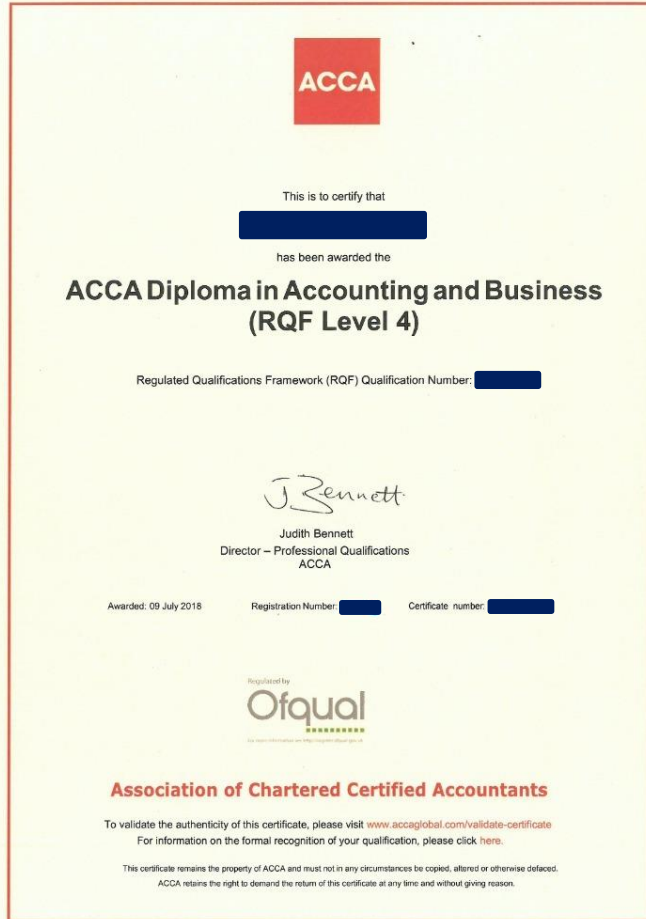 ACCA
This is to certify that
has been awarded the
ACCA Diploma in Accounting and Business
(RQF Level 4)
Regulated Qualifications Framework (RQF) Qualification Number:
J Bennett
Judith Bennett
Director – Professional Qualifications
ACCA
Awarded: 09 July 2018 Registration Number: Certificate number:
Regulated by
Ofqual
Association of Chartered Certified Accountants
To validate the authenticity of this certificate, please visit www.accaglobal.com/validate-certificate
For information on the formal recognition of your qualification, please click here.
This certificate remains the property of ACCA and must not in any circumstances be copied, altered or otherwise defaced.
ACCA retains the right to demand the return of this certificate at any time and without giving reason.